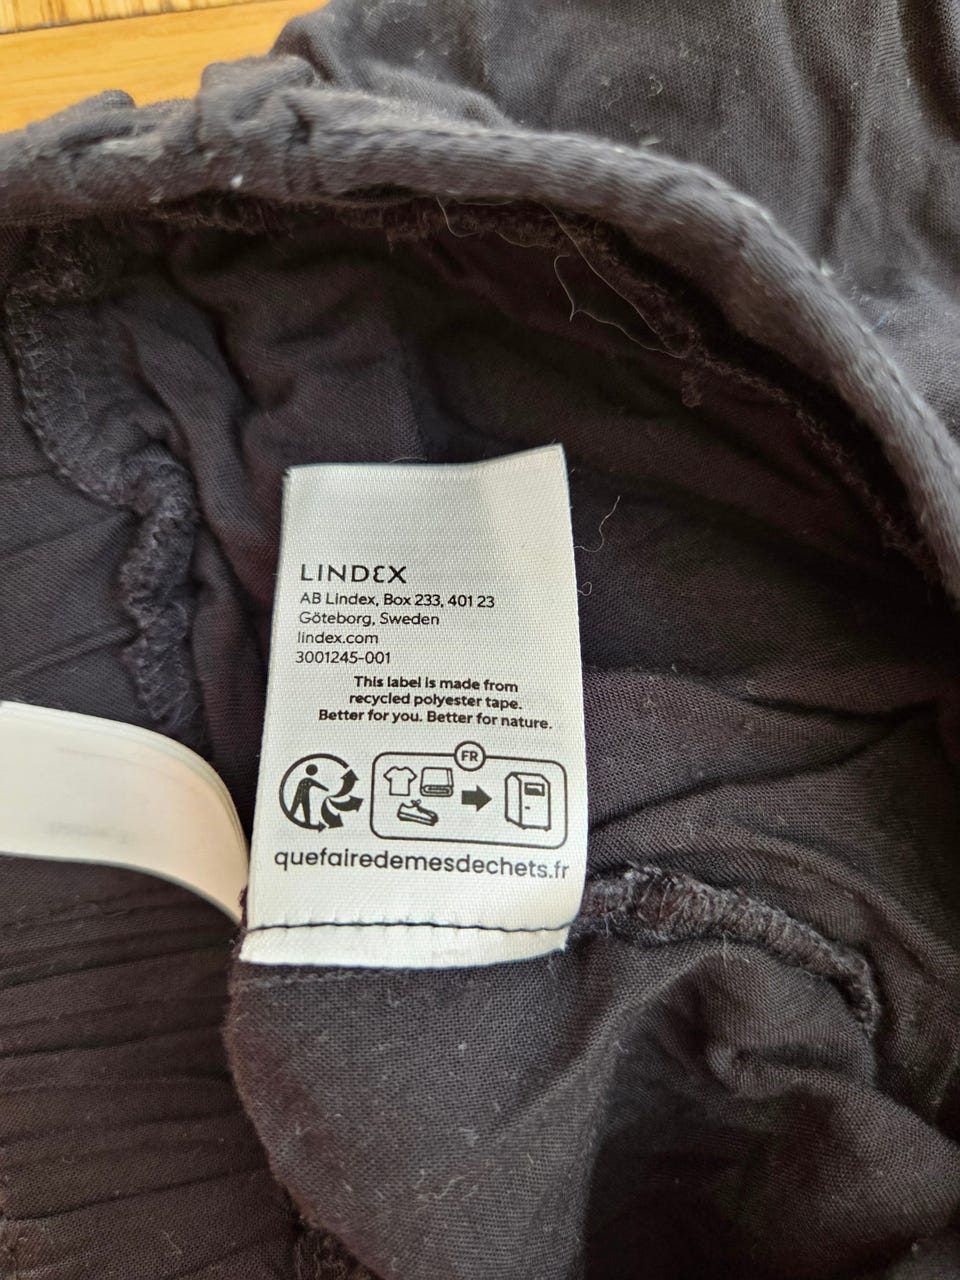 LINDEX
AB Lindex, Box 233, 401 23
Göteborg, Sweden
lindex.com
3001245-001
This label is made from
recycled polyester tape.
Better for you. Better for nature.
FR
quefairedemesdechets.fr